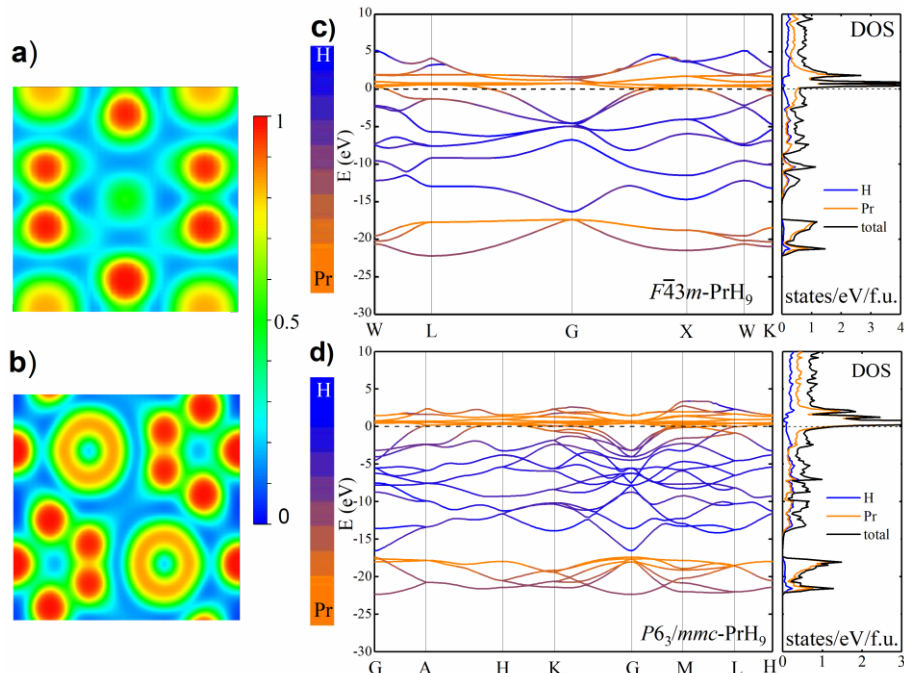 a)
1
0.5
0
b)
c)
H
Pr
E (eV)
10
5
0
-5
-10
-15
-20
-25
-30
W
L
G
X
W
K
F4̅3m-PrH₉
DOS
H
Pr
total
states/eV/f.u.
0
1
2
3
4
d)
H
Pr
E (eV)
10
5
0
-5
-10
-15
-20
-25
-30
G
A
H
K
G
M
L
H
P6₃/mmc-PrH₉
DOS
H
Pr
total
states/eV/f.u.
0
1
2
3